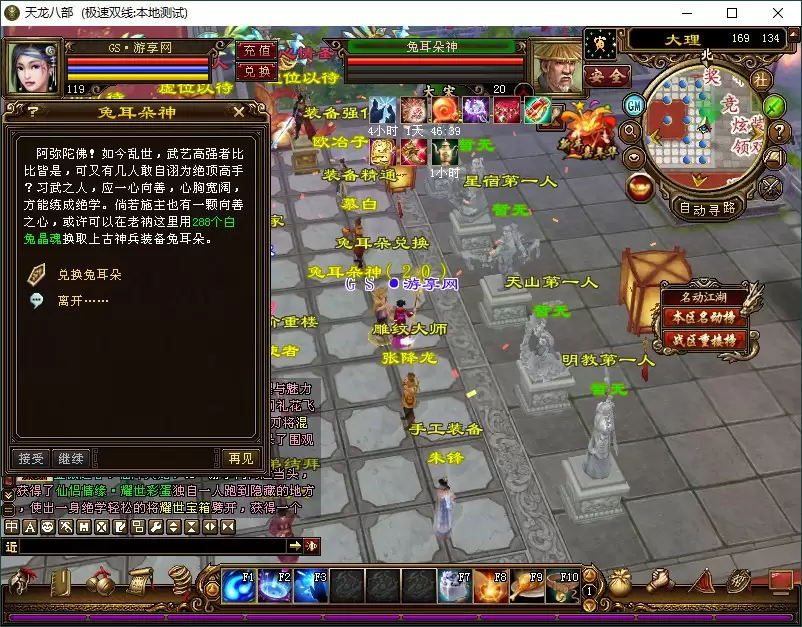 天龙八部 (极速双线:本地测试)
GS·游享网
119
充值
兑换
虚位以待
兔耳朵神
20
安全
大理 169 134
北
社
GM
自动寻路
大宋
4小时 1天 46:39
1小时
? 兔耳朵神
阿弥陀佛！如今乱世，武艺高强者比
比皆是，可又有几人敢自诩为绝顶高手
？习武之人，应一心向善，心胸宽阔，
方能练成绝学。倘若施主也有一颗向善
之心，或许可以在老衲这里用288个白
兔晶魂换取上古神兵装备兔耳朵。
兑换兔耳朵
离开……
接受 继续 再见
装备强化
欧冶子
装备精通
慕白
兔耳朵兑换
兔耳朵神(20)
GS 游享网
雕纹大师
张降龙
手工装备
朱锋
暂无
星宿第一人
暂无
天山第一人
暂无
明教第一人
暂无
名动江湖
本区名动榜
战区重楼榜
获得了仙侣情缘·耀世彩蛋独自一人跑到隐藏的地方
，使出一身绝学轻松的将耀世宝箱劈开，获得一个
近
F1 F2 F3 F7 F8 F9 F10
1